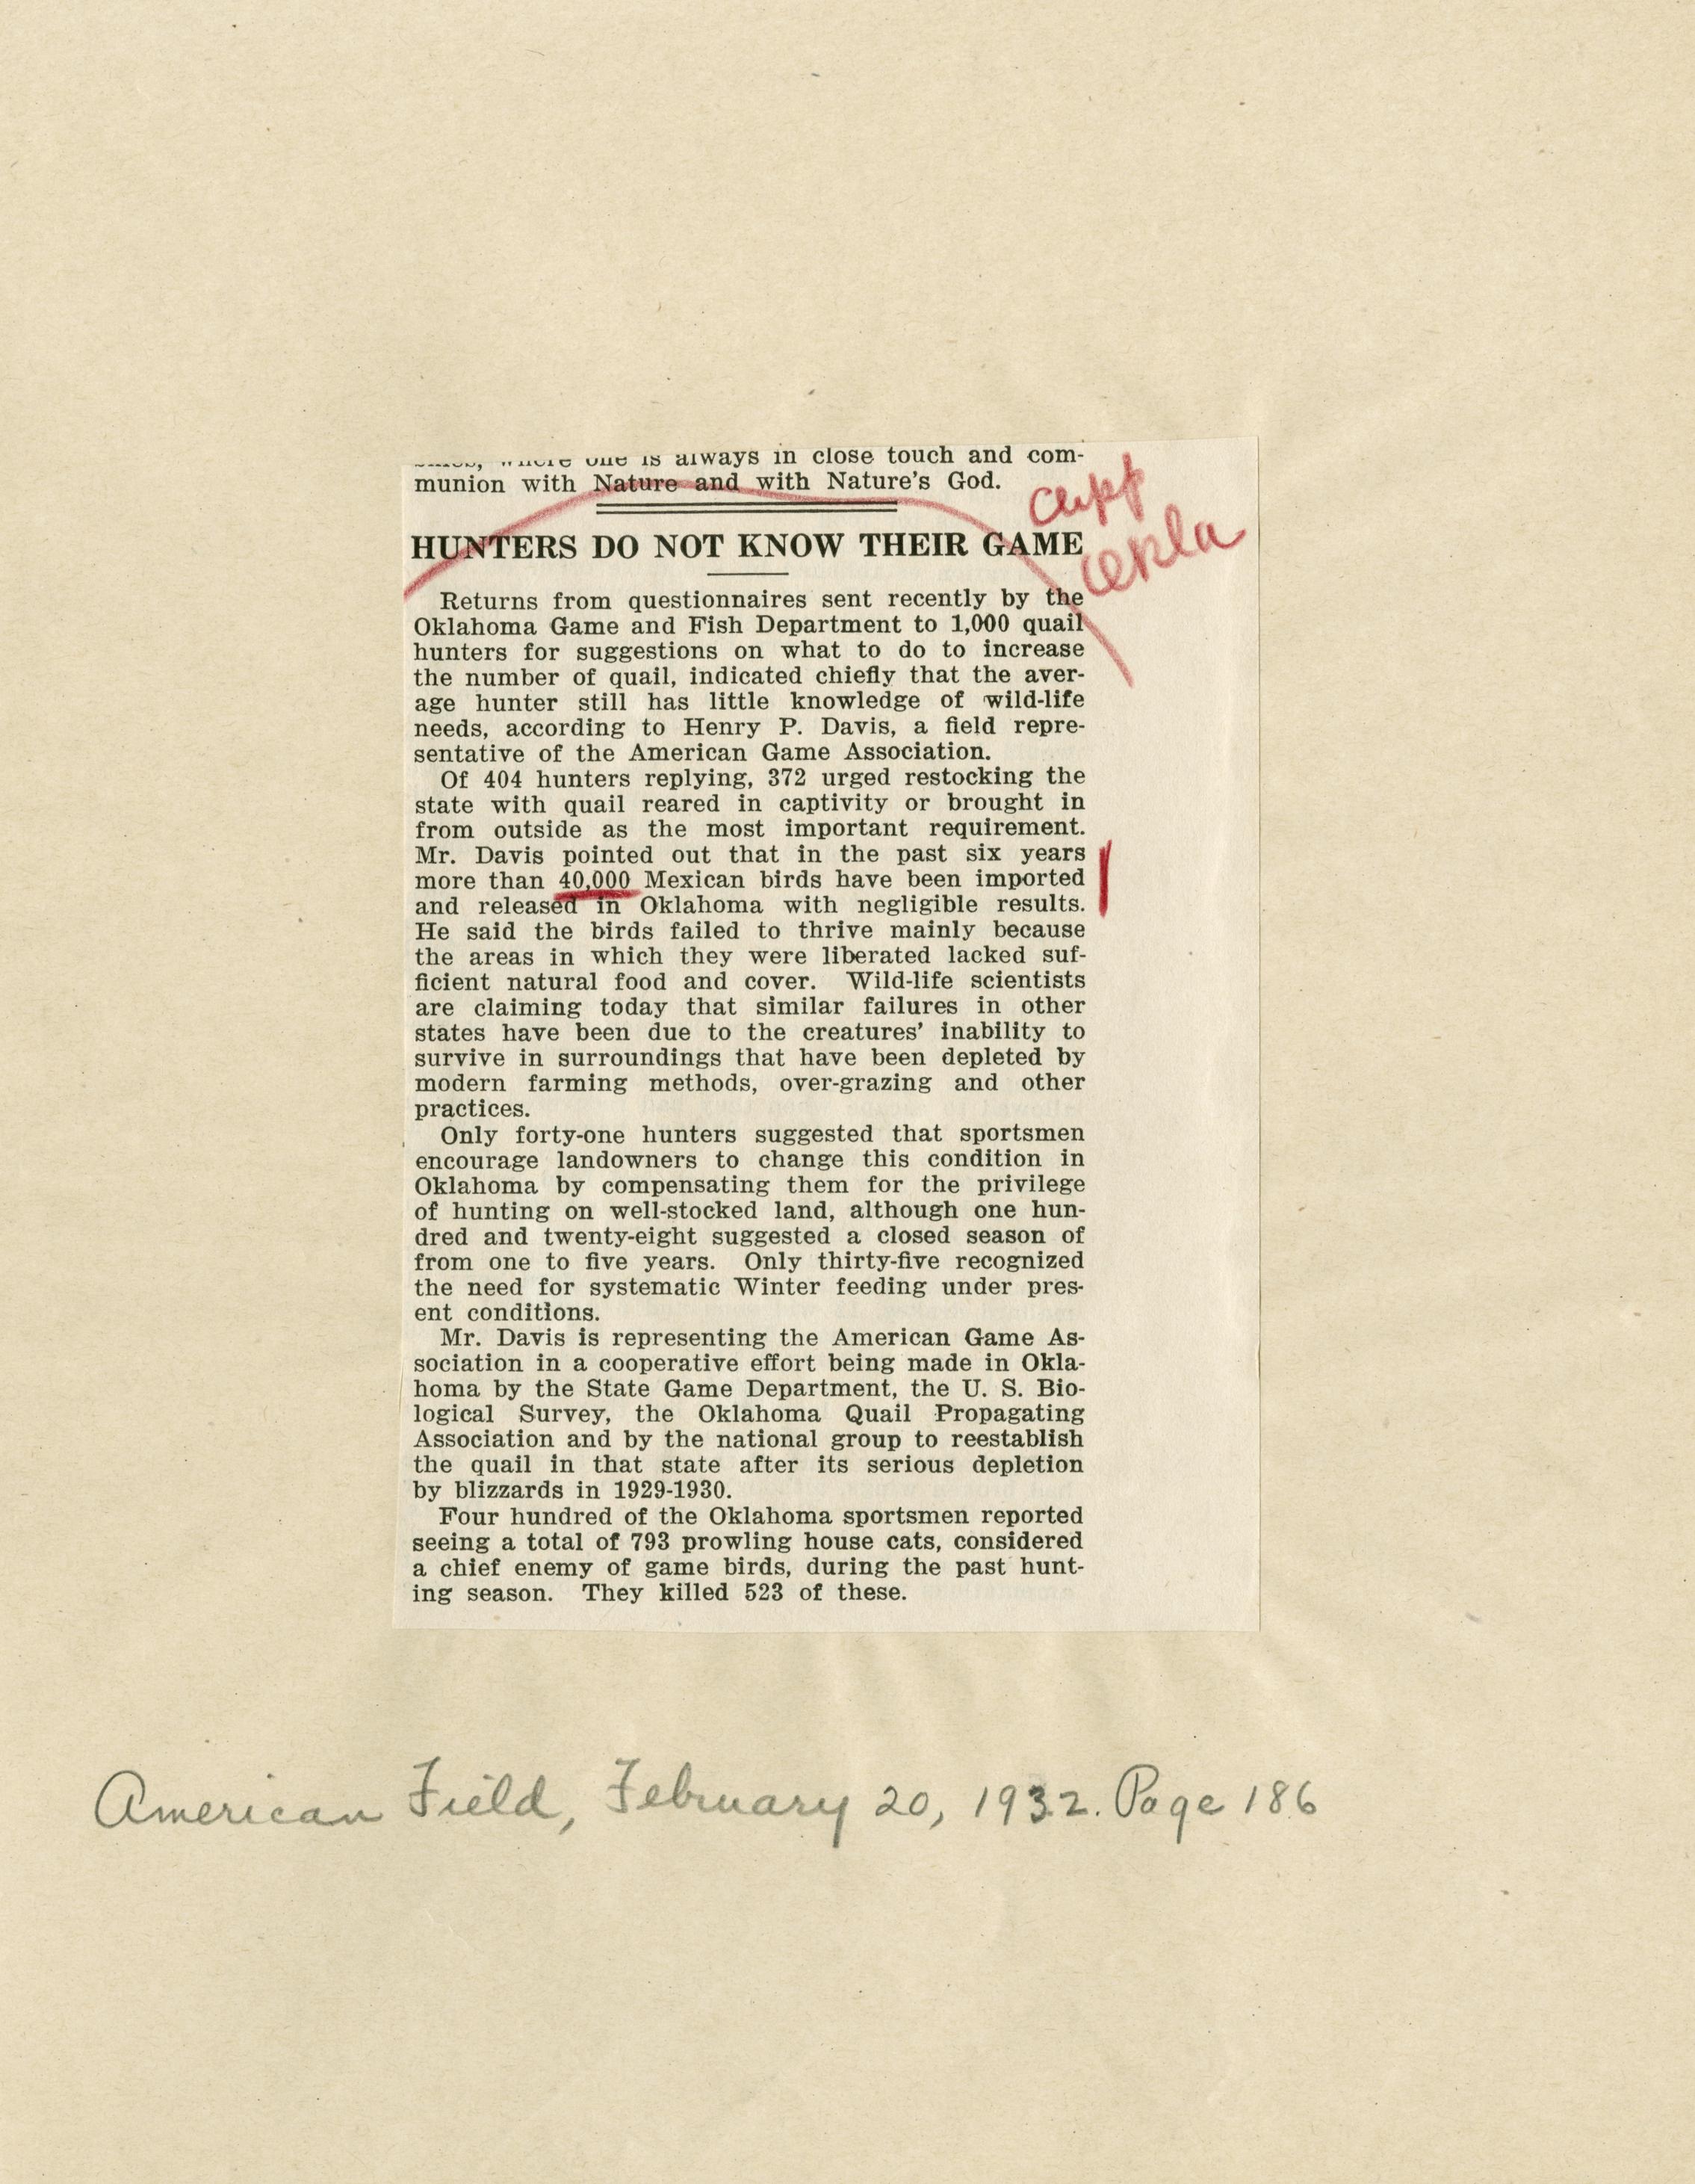 where one is always in close touch and com-
munion with Nature and with Nature's God.
Okla
HUNTERS DO NOT KNOW THEIR GAME
Returns from questionnaires sent recently by the
Oklahoma Game and Fish Department to 1,000 quail
hunters for suggestions on what to do to increase
the number of quail, indicated chiefly that the aver-
age hunter still has little knowledge of wild-life
needs, according to Henry P. Davis, a field repre-
sentative of the American Game Association.
Of 404 hunters replying, 372 urged restocking the
state with quail reared in captivity or brought in
from outside as the most important requirement.
Mr. Davis pointed out that in the past six years
more than 40,000 Mexican birds have been imported
and released in Oklahoma with negligible results.
He said the birds failed to thrive mainly because
the areas in which they were liberated lacked suf-
ficient natural food and cover. Wild-life scientists
are claiming today that similar failures in other
states have been due to the creatures' inability to
survive in surroundings that have been depleted by
modern farming methods, over-grazing and other
practices.
Only forty-one hunters suggested that sportsmen
encourage landowners to change this condition in
Oklahoma by compensating them for the privilege
of hunting on well-stocked land, although one hun-
dred and twenty-eight suggested a closed season of
from one to five years. Only thirty-five recognized
the need for systematic Winter feeding under pres-
ent conditions.
Mr. Davis is representing the American Game As-
sociation in a cooperative effort being made in Okla-
homa by the State Game Department, the U. S. Bio-
logical Survey, the Oklahoma Quail Propagating
Association and by the national group to reestablish
the quail in that state after its serious depletion
by blizzards in 1929-1930.
Four hundred of the Oklahoma sportsmen reported
seeing a total of 793 prowling house cats, considered
a chief enemy of game birds, during the past hunt-
ing season. They killed 523 of these.
American Field, February 20, 1932. Page 186